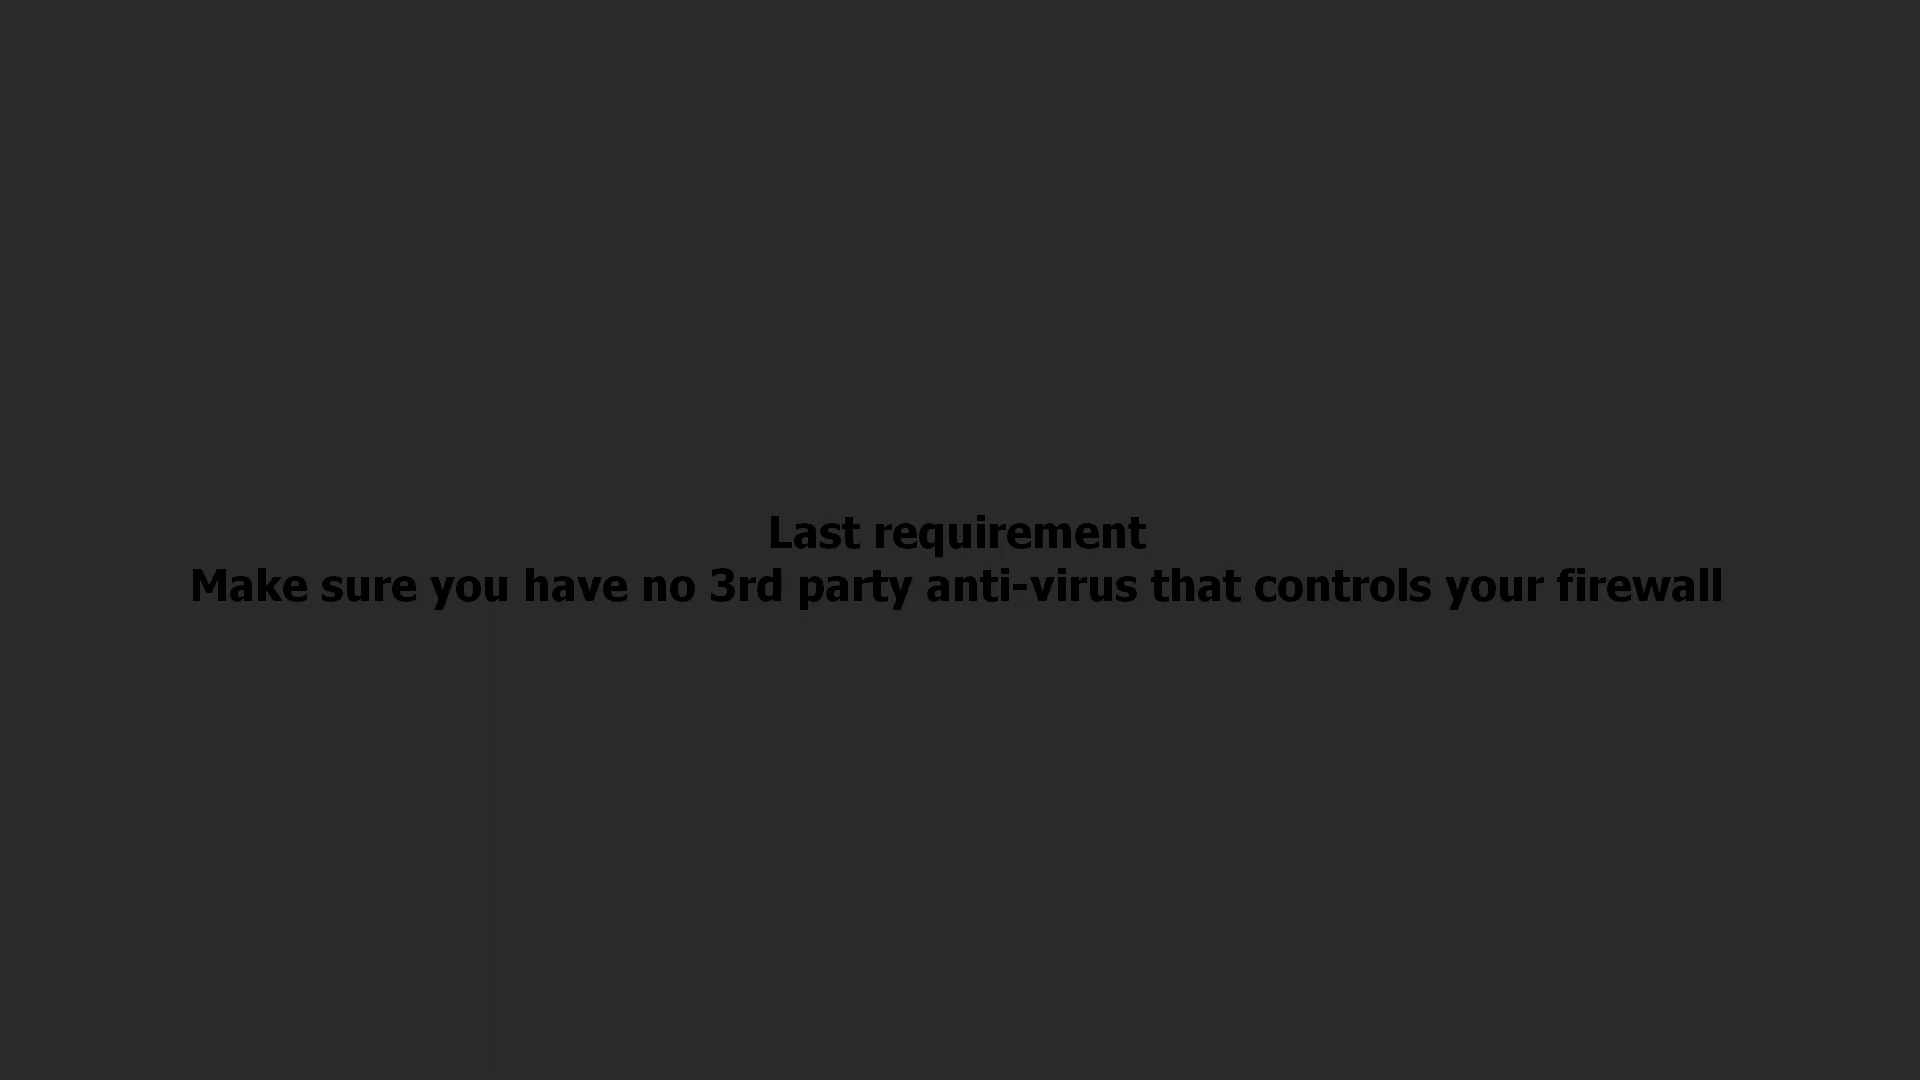 Last requirement
Make sure you have no 3rd party anti-virus that controls your firewall